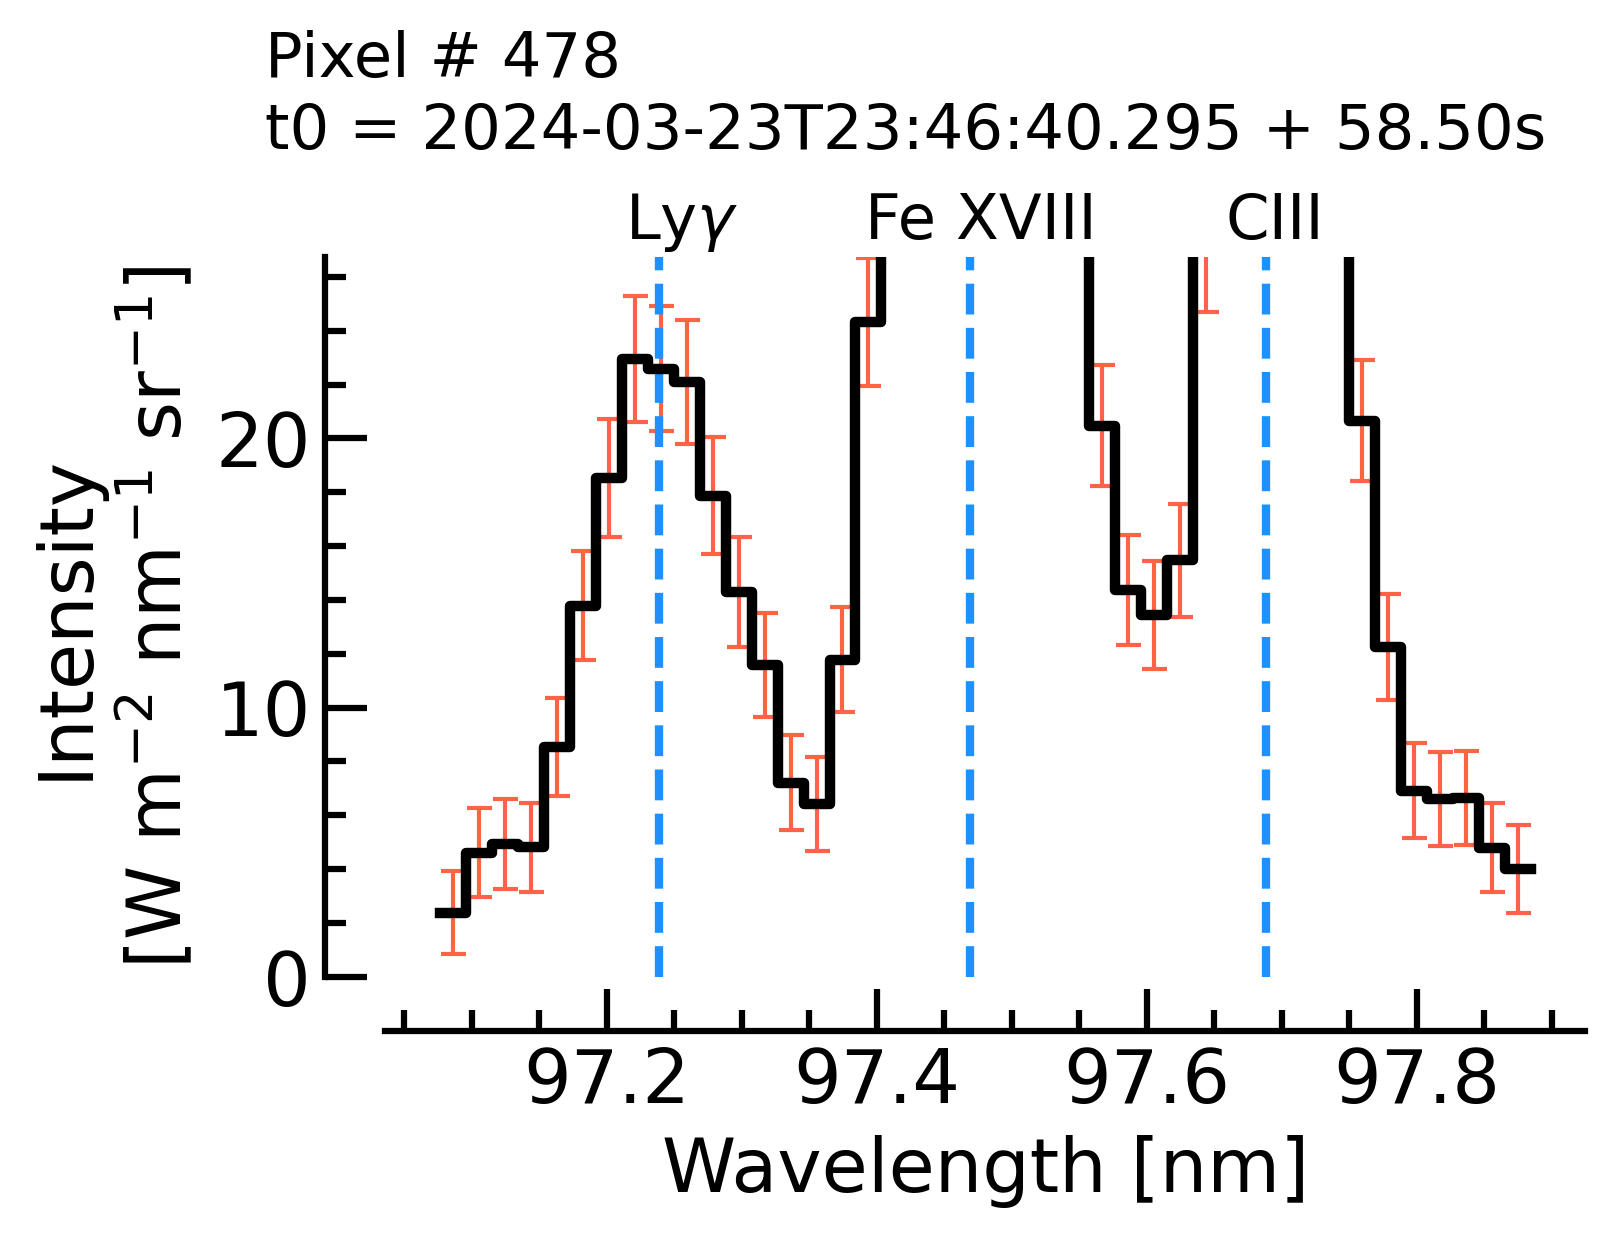 Pixel # 478
t0 = 2024-03-23T23:46:40.295 + 58.50s
Lyγ Fe XVIII CIII
Intensity
[W m⁻² nm⁻¹ sr⁻¹]
20
10
0
97.2 97.4 97.6 97.8
Wavelength [nm]